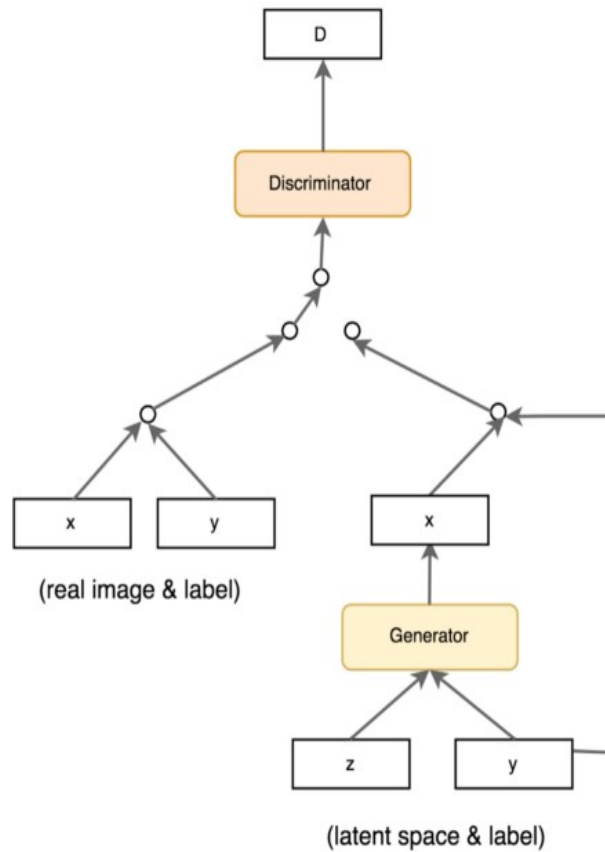 D
Discriminator
x
y
(real image & label)
x
Generator
z
y
(latent space & label)